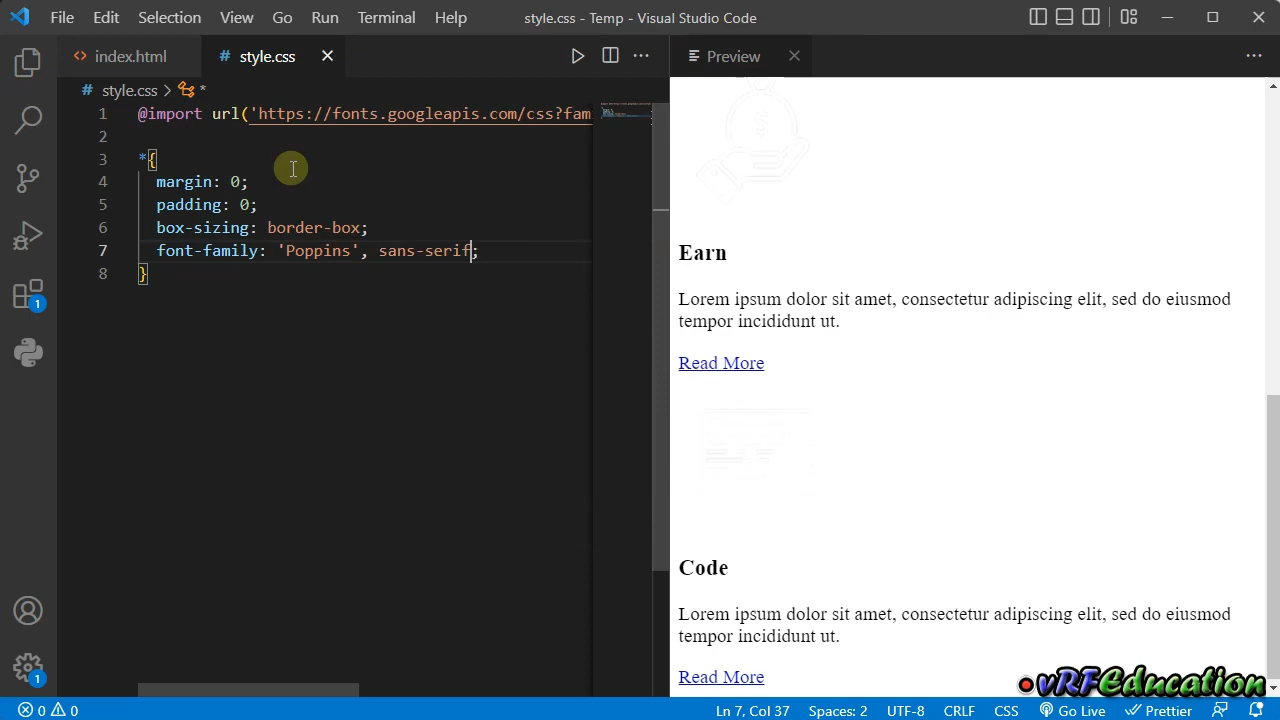 File Edit Selection View Go Run Terminal Help style.css - Temp - Visual Studio Code
index.html # style.css Preview
# style.css > *
1 @import url('https://fonts.googleapis.com/css?fam
2
3 *{
4 margin: 0;
5 padding: 0;
6 box-sizing: border-box;
7 font-family: 'Poppins', sans-serif;
8 }
1
1
$
Earn
Lorem ipsum dolor sit amet, consectetur adipiscing elit, sed do eiusmod
tempor incididunt ut.
Read More
Code
Lorem ipsum dolor sit amet, consectetur adipiscing elit, sed do eiusmod
tempor incididunt ut.
Read More
vRFEducation
0 0 Ln 7, Col 37 Spaces: 2 UTF-8 CRLF CSS Go Live Prettier